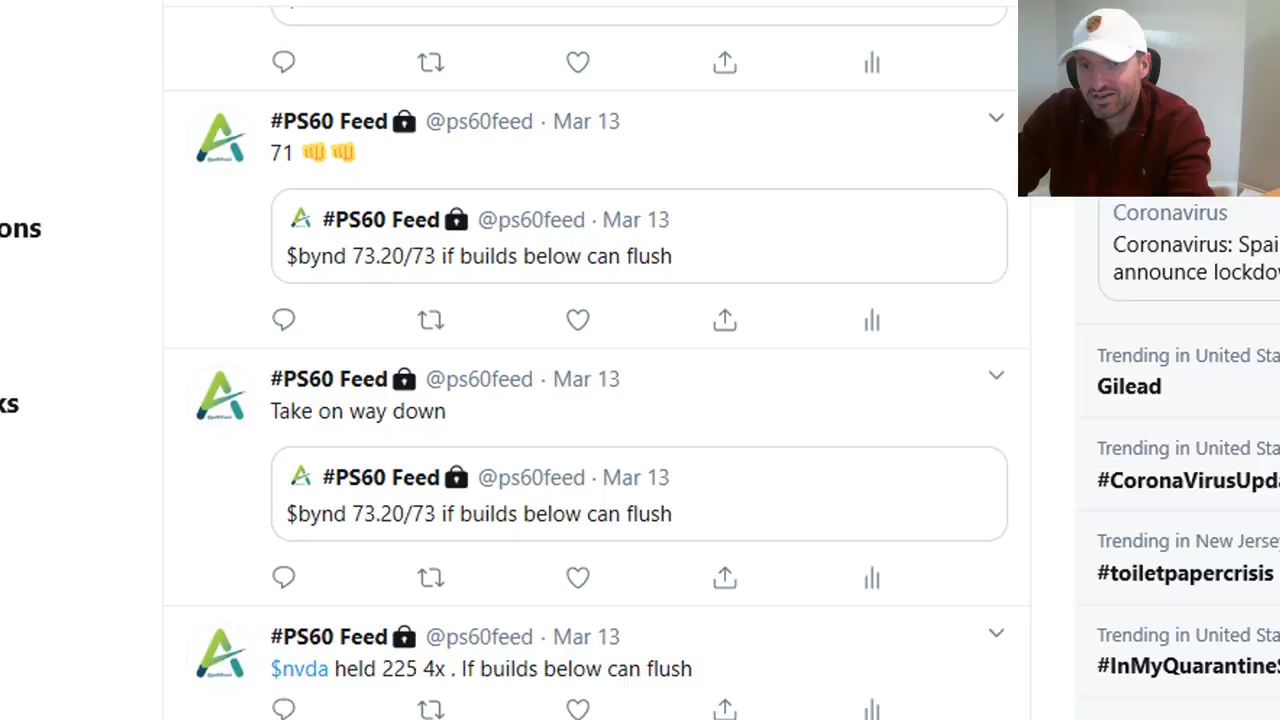 #PS60 Feed @ps60feed · Mar 13
71 👊👊
#PS60 Feed @ps60feed · Mar 13
$bynd 73.20/73 if builds below can flush
#PS60 Feed @ps60feed · Mar 13
Take on way down
#PS60 Feed @ps60feed · Mar 13
$bynd 73.20/73 if builds below can flush
#PS60 Feed @ps60feed · Mar 13
$nvda held 225 4x . If builds below can flush
ons
ks
Coronavirus
Coronavirus: Spai
announce lockdo
Trending in United Sta
Gilead
Trending in United Sta
#CoronaVirusUpda
Trending in New Jerse
#toiletpapercrisis
Trending in United Sta
#InMyQuarantineS